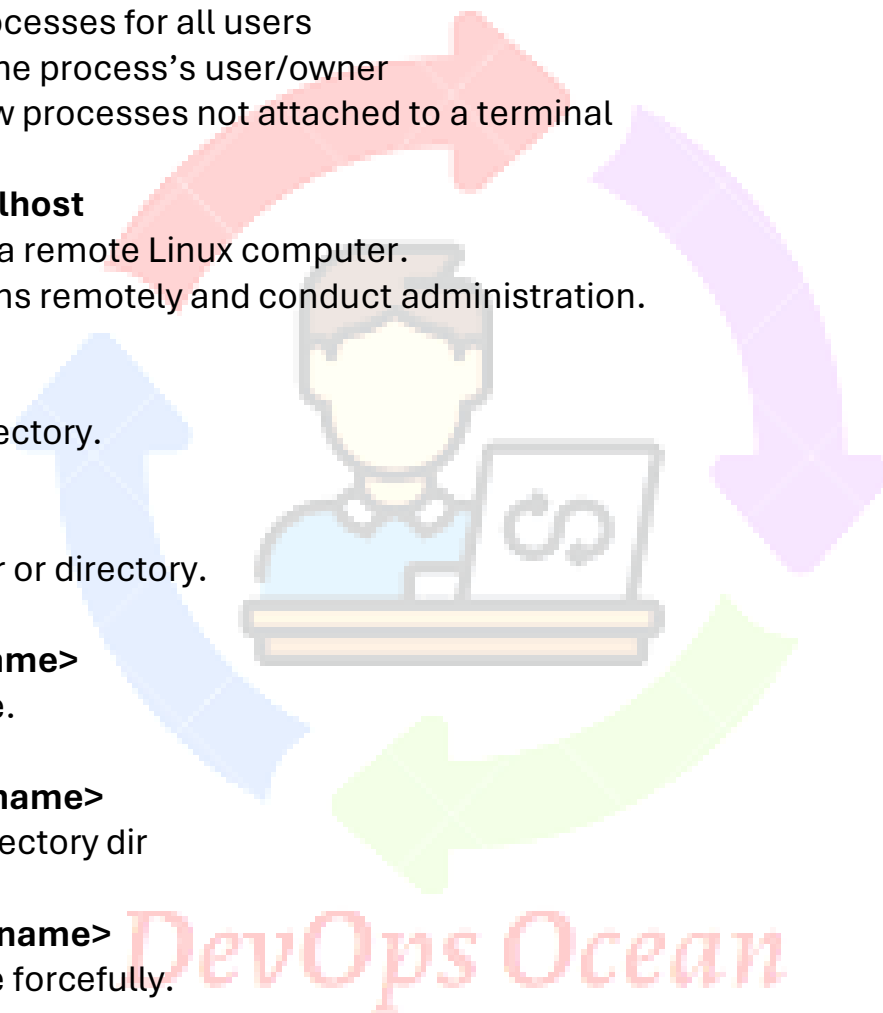 ocesses for all users
ne process's user/owner
w processes not attached to a terminal
lhost
a remote Linux computer.
ns remotely and conduct administration.
ectory.
r or directory.
ame>
e.
name>
ectory dir
name>
e forcefully.
DevOps Ocean